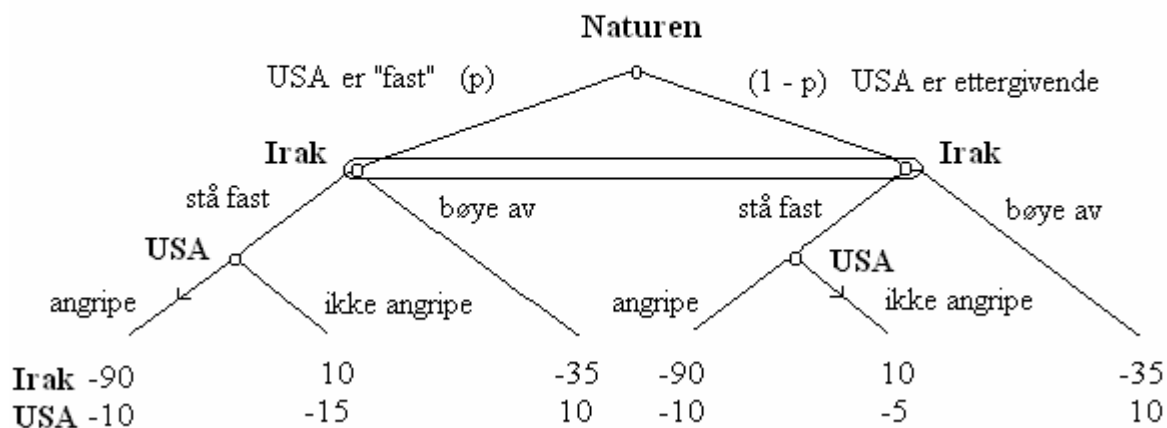 Naturen
USA er "fast" (p) (1 - p) USA er ettergivende
Irak Irak
stå fast bøye av stå fast bøye av
USA USA
angripe ikke angripe angripe ikke angripe
Irak -90 10 -35 -90 10 -35
USA -10 -15 10 -10 -5 10